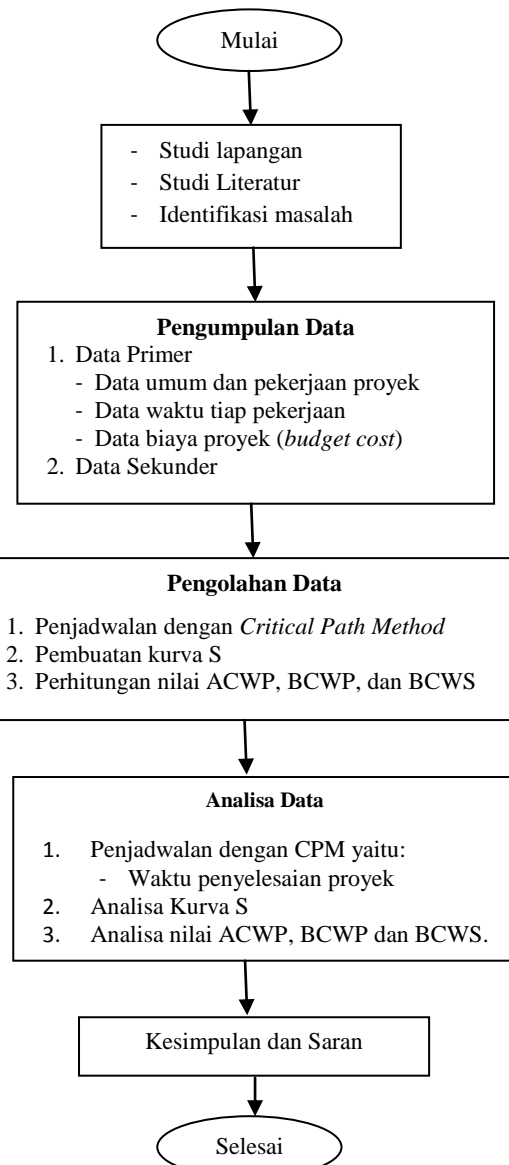 Mulai
- Studi lapangan
- Studi Literatur
- Identifikasi masalah
Pengumpulan Data
1. Data Primer
- Data umum dan pekerjaan proyek
- Data waktu tiap pekerjaan
- Data biaya proyek (budget cost)
2. Data Sekunder
Pengolahan Data
1. Penjadwalan dengan Critical Path Method
2. Pembuatan kurva S
3. Perhitungan nilai ACWP, BCWP, dan BCWS
Analisa Data
1. Penjadwalan dengan CPM yaitu:
- Waktu penyelesaian proyek
2. Analisa Kurva S
3. Analisa nilai ACWP, BCWP dan BCWS.
Kesimpulan dan Saran
Selesai